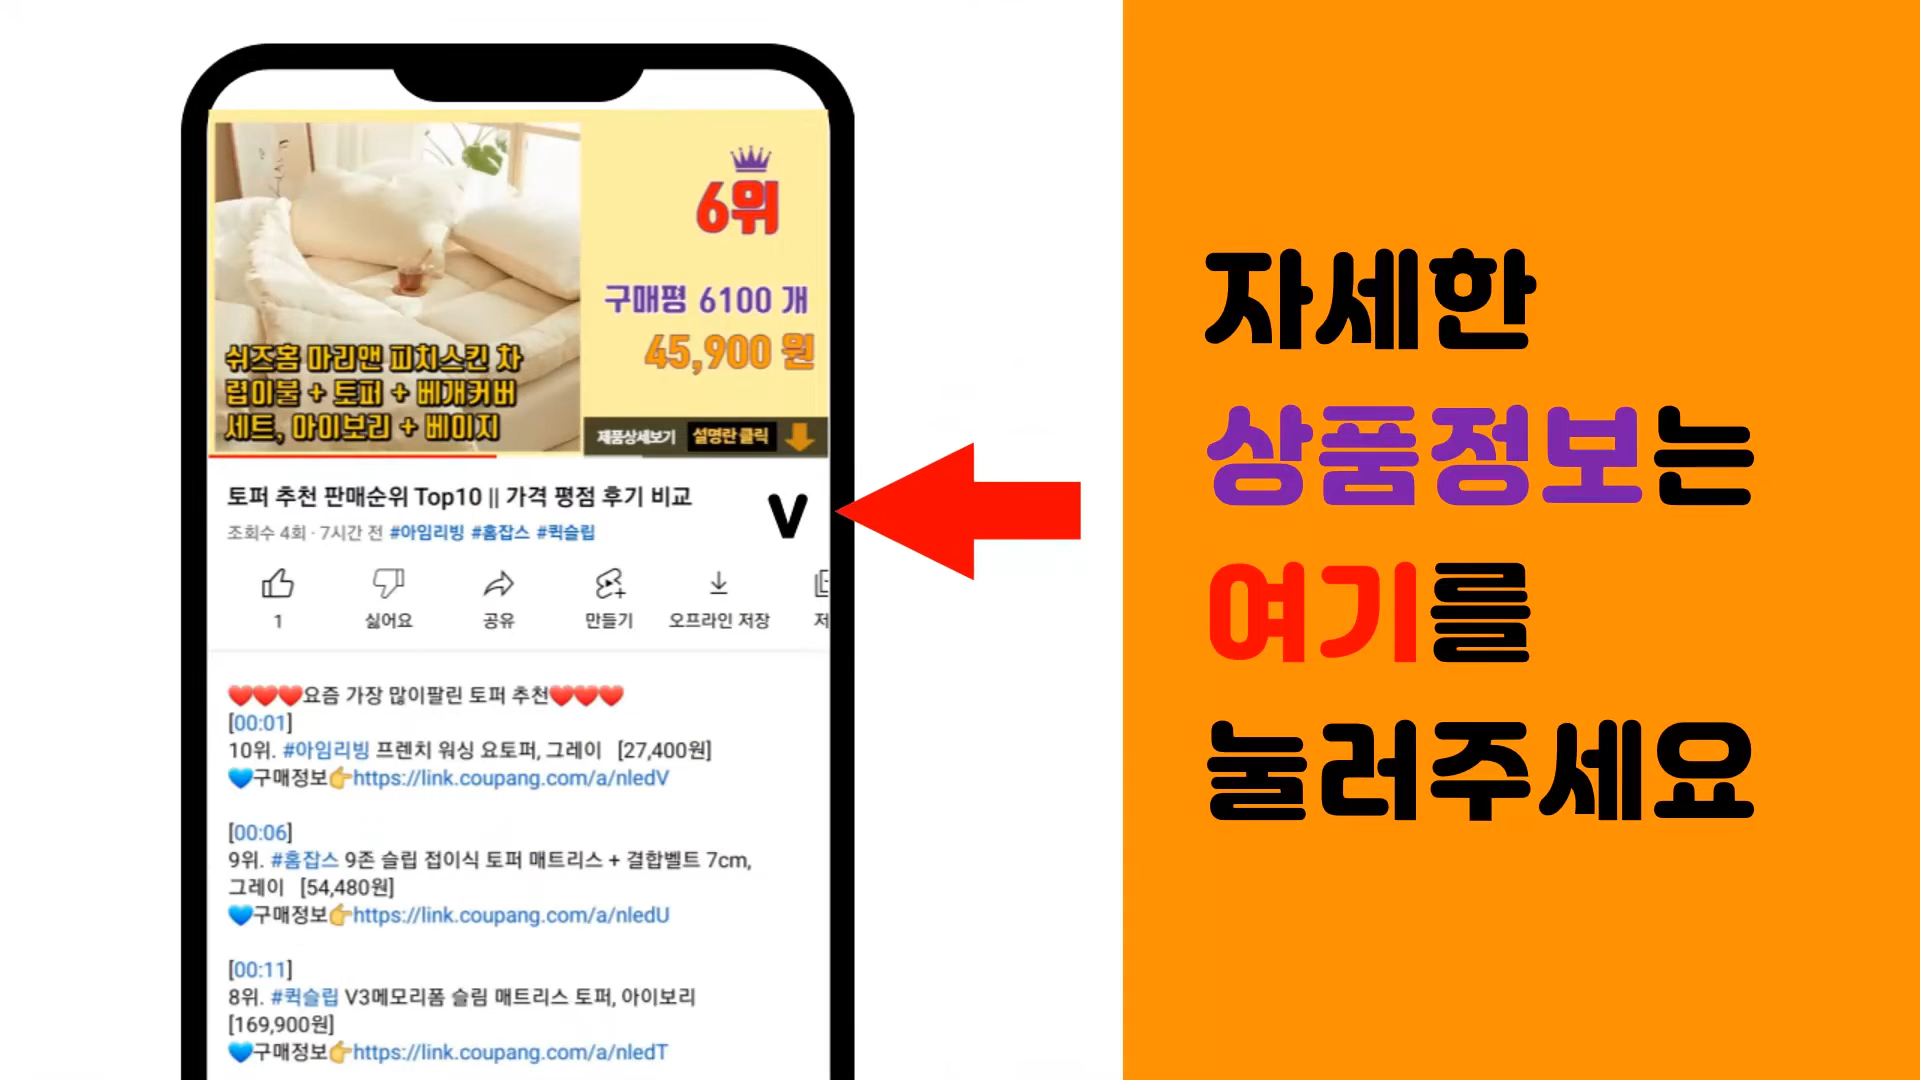 6위
구매평 6100 개
45,900 원
쉬즈홈 마리앤 피치스킨 차
렵이불 + 토퍼 + 베개커버
세트, 아이보리 + 베이지
제품상세보기 설명란 클릭
토퍼 추천 판매순위 Top10 || 가격 평점 후기 비교
V
조회수 4회 · 7시간 전 #아임리빙 #홈잡스 #퀵슬립
1 싫어요 공유 만들기 오프라인 저장 저
❤❤❤요즘 가장 많이팔린 토퍼 추천❤❤❤
[00:01]
10위. #아임리빙 프렌치 워싱 요토퍼, 그레이 [27,400원]
💙구매정보👉https://link.coupang.com/a/nledV
[00:06]
9위. #홈잡스 9존 슬립 접이식 토퍼 매트리스 + 결합벨트 7cm,
그레이 [54,480원]
💙구매정보👉https://link.coupang.com/a/nledU
[00:11]
8위. #퀵슬립 V3메모리폼 슬림 매트리스 토퍼, 아이보리
[169,900원]
💙구매정보👉https://link.coupang.com/a/nledT
자세한
상품정보는
여기를
눌러주세요